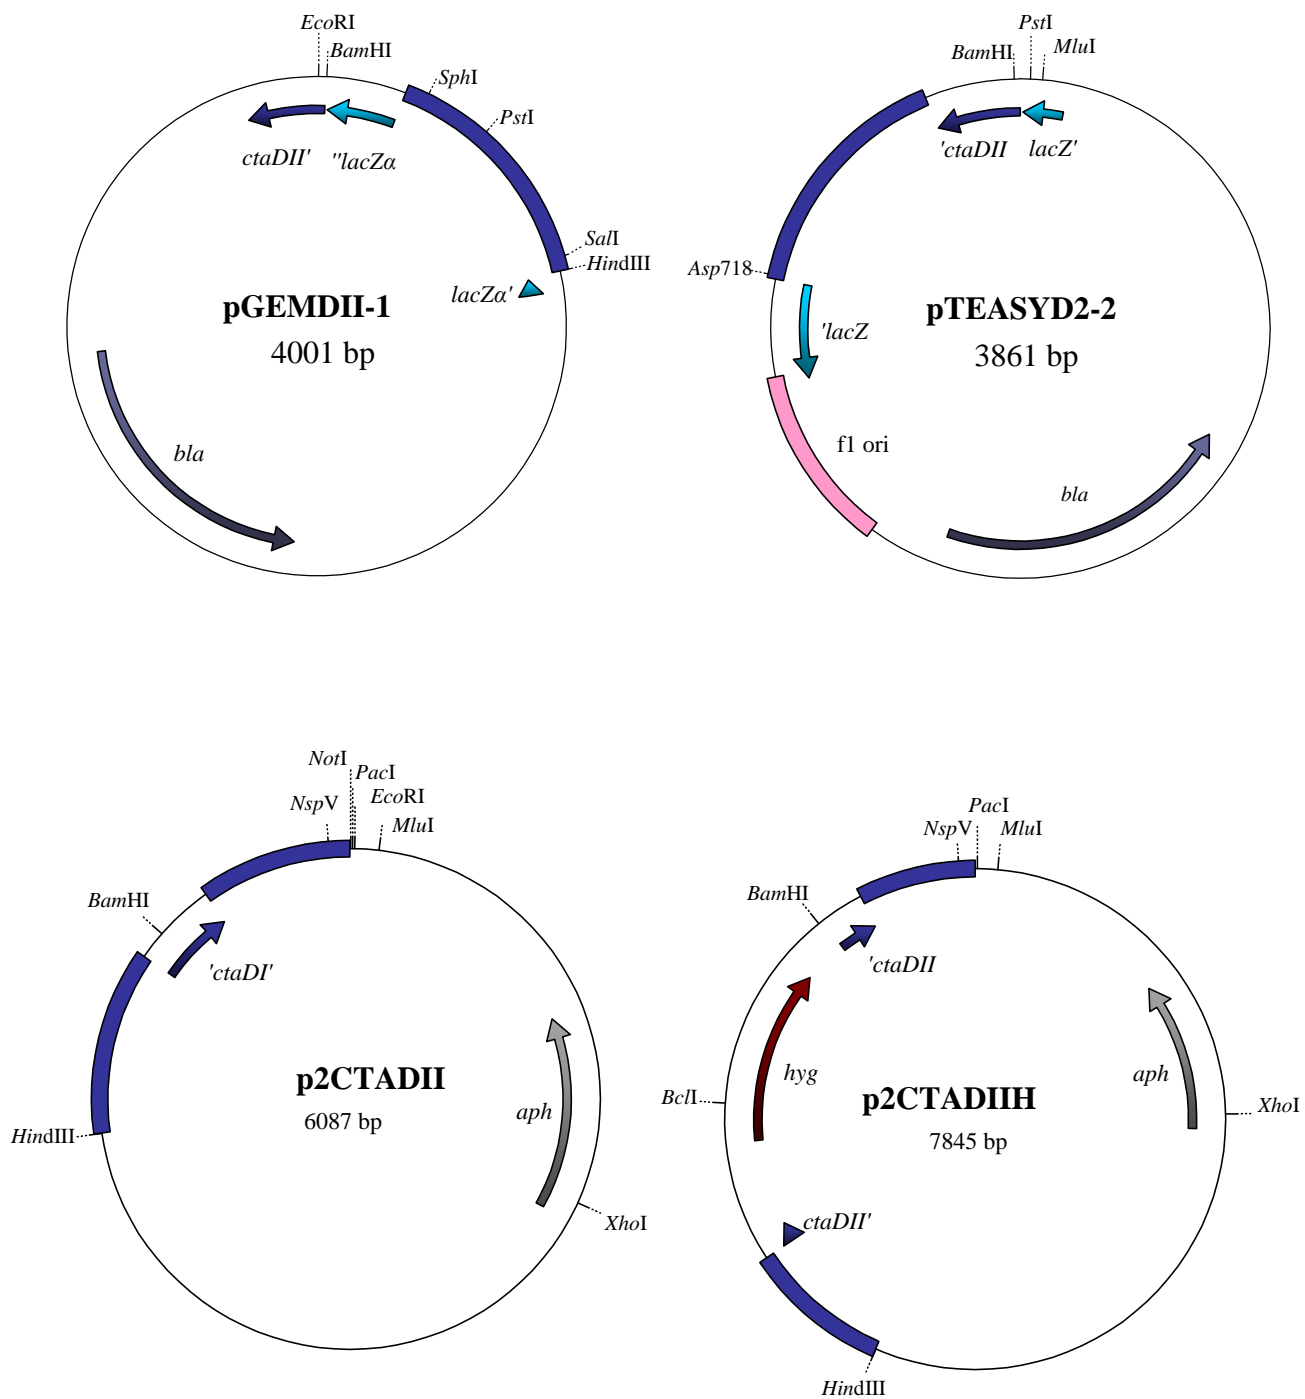 EcoRI
BamHI
SphI
PstI
ctaDII'
"lacZα
SalI
HindIII
lacZα'
pGEMDII-1
4001 bp
bla
PstI
BamHI
MluI
'ctaDII
lacZ'
Asp718
'lacZ
pTEASYD2-2
3861 bp
f1 ori
bla
NotI
PacI
NspV
EcoRI
MluI
BamHI
'ctaDI'
p2CTADII
6087 bp
aph
HindIII
XhoI
PacI
NspV
MluI
BamHI
'ctaDII
hyg
aph
BclI
p2CTADIIH
7845 bp
XhoI
ctaDII'
HindIII